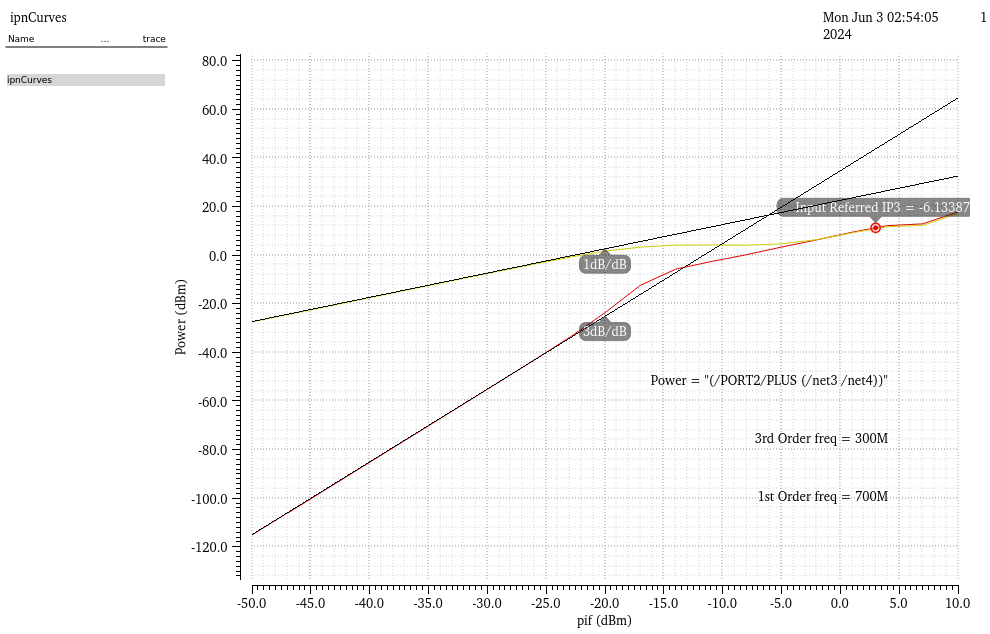 ipnCurves
Mon Jun 3 02:54:05 1
2024
Name ... trace
ipnCurves
80.0
60.0
40.0
20.0
0.0
-20.0
-40.0
-60.0
-80.0
-100.0
-120.0
Power (dBm)
Input Referred IP3 = -6.13387
1dB/dB
3dB/dB
Power = "(/PORT2/PLUS (/net3 /net4))"
3rd Order freq = 300M
1st Order freq = 700M
-50.0 -45.0 -40.0 -35.0 -30.0 -25.0 -20.0 -15.0 -10.0 -5.0 0.0 5.0 10.0
pif (dBm)